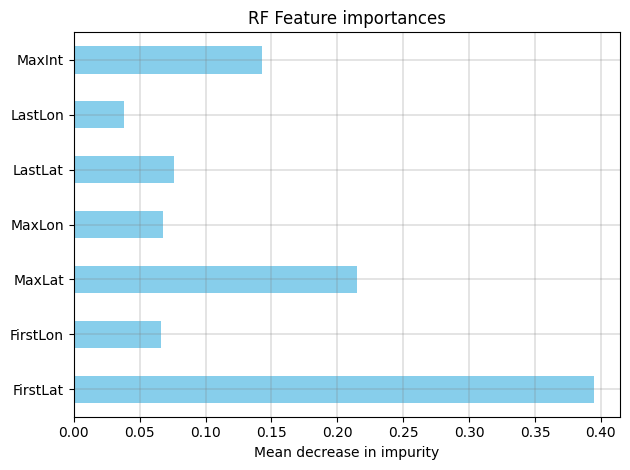 RF Feature importances
MaxInt
LastLon
LastLat
MaxLon
MaxLat
FirstLon
FirstLat
0.00 0.05 0.10 0.15 0.20 0.25 0.30 0.35 0.40
Mean decrease in impurity